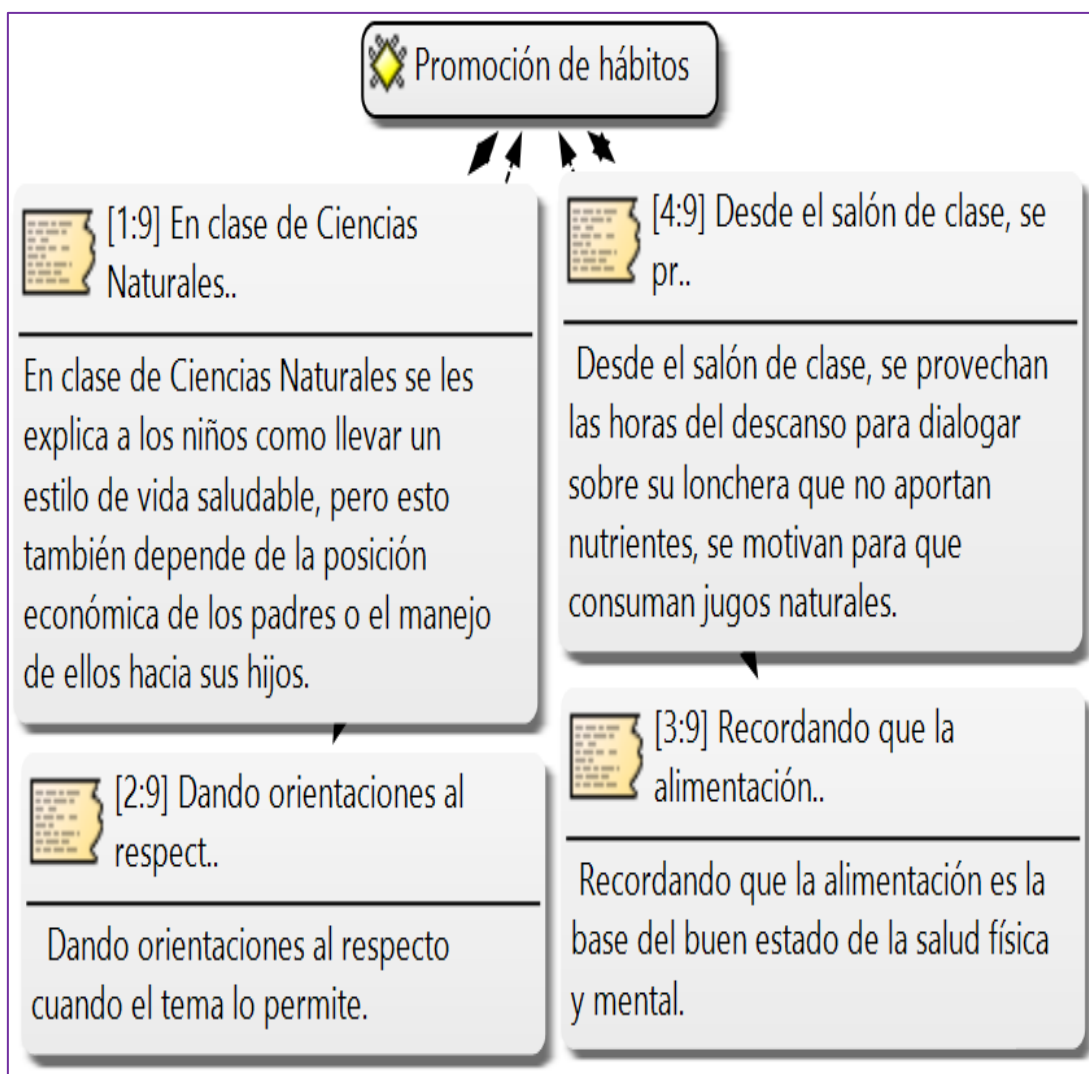 Promoción de hábitos
[1:9] En clase de Ciencias
Naturales..
En clase de Ciencias Naturales se les
explica a los niños como llevar un
estilo de vida saludable, pero esto
también depende de la posición
económica de los padres o el manejo
de ellos hacia sus hijos.
[2:9] Dando orientaciones al
respect..
Dando orientaciones al respecto
cuando el tema lo permite.
[4:9] Desde el salón de clase, se
pr..
Desde el salón de clase, se provechan
las horas del descanso para dialogar
sobre su lonchera que no aportan
nutrientes, se motivan para que
consuman jugos naturales.
[3:9] Recordando que la
alimentación..
Recordando que la alimentación es la
base del buen estado de la salud física
y mental.